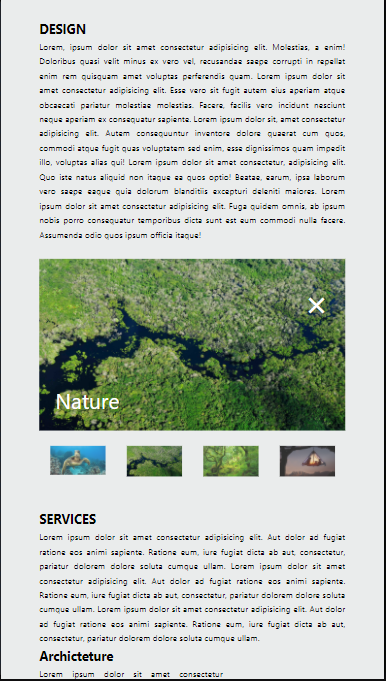 DESIGN
Lorem, ipsum dolor sit amet consectetur adipisicing elit. Molestias, a enim!
Doloribus quasi velit minus ex vero vel, recusandae saepe corrupti in repellat
enim rem quisquam amet voluptas perferendis quam. Lorem ipsum dolor sit
amet consectetur adipisicing elit. Esse vero sit fugit autem eius aperiam atque
obcaecati pariatur molestiae molestias. Facere, facilis vero incidunt nesciunt
neque aperiam ex consequatur sapiente. Lorem ipsum dolor sit, amet consectetur
adipisicing elit. Autem consequuntur inventore dolore quaerat cum quos,
commodi atque fugit quas voluptatem sed enim, esse dignissimos quam impedit
illo, voluptas alias qui! Lorem ipsum dolor sit amet consectetur, adipisicing elit.
Quo iste natus aliquid non itaque ea quos optio! Beatae, earum, ipsa laborum
vero saepe eaque quia dolorum blanditiis excepturi deleniti maiores. Lorem
ipsum dolor sit amet consectetur adipisicing elit. Fuga quidem omnis, ab ipsum
nobis porro consequatur temporibus dicta sunt est eum commodi nulla facere.
Assumenda odio quos ipsum officia itaque!
×
Nature
SERVICES
Lorem ipsum dolor sit amet consectetur adipisicing elit. Aut dolor ad fugiat
ratione eos animi sapiente. Ratione eum, iure fugiat dicta ab aut, consectetur,
pariatur dolorem dolore soluta cumque ullam. Lorem ipsum dolor sit amet
consectetur adipisicing elit. Aut dolor ad fugiat ratione eos animi sapiente.
Ratione eum, iure fugiat dicta ab aut, consectetur, pariatur dolorem dolore soluta
cumque ullam. Lorem ipsum dolor sit amet consectetur adipisicing elit. Aut dolor
ad fugiat ratione eos animi sapiente. Ratione eum, iure fugiat dicta ab aut,
consectetur, pariatur dolorem dolore soluta cumque ullam.
Archicteture
Lorem ipsum dolor sit amet consectetur